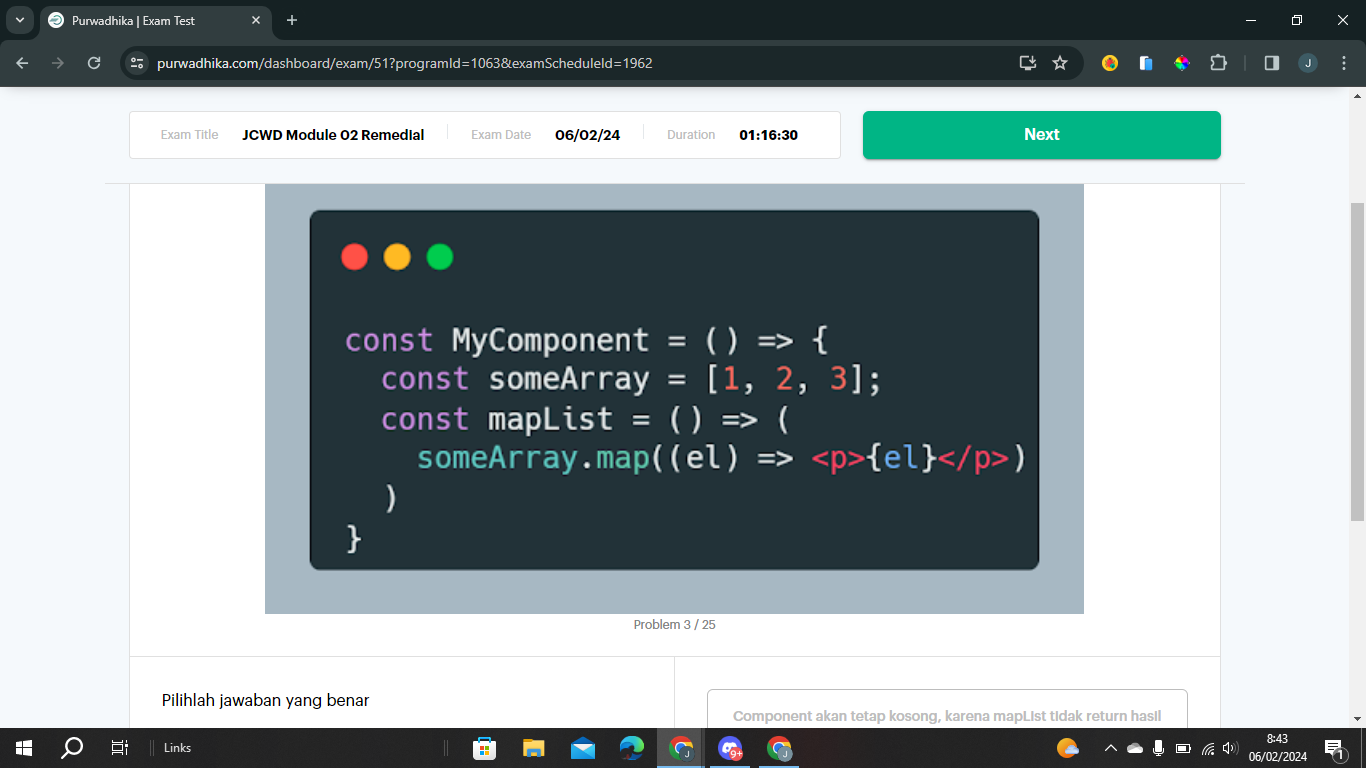 Purwadhika | Exam Test
purwadhika.com/dashboard/exam/51?programId=1063&examScheduleId=1962
J
Exam Title JCWD Module 02 Remedial Exam Date 06/02/24 Duration 01:16:30
Next
const MyComponent = () => {
const someArray = [1, 2, 3];
const mapList = () => (
someArray.map((el) => <p>{el}</p>)
)
}
Problem 3 / 25
Pilihlah jawaban yang benar
Component akan tetap kosong, karena mapList tidak return hasil
Links
J
9+
J
8:43
06/02/2024
1